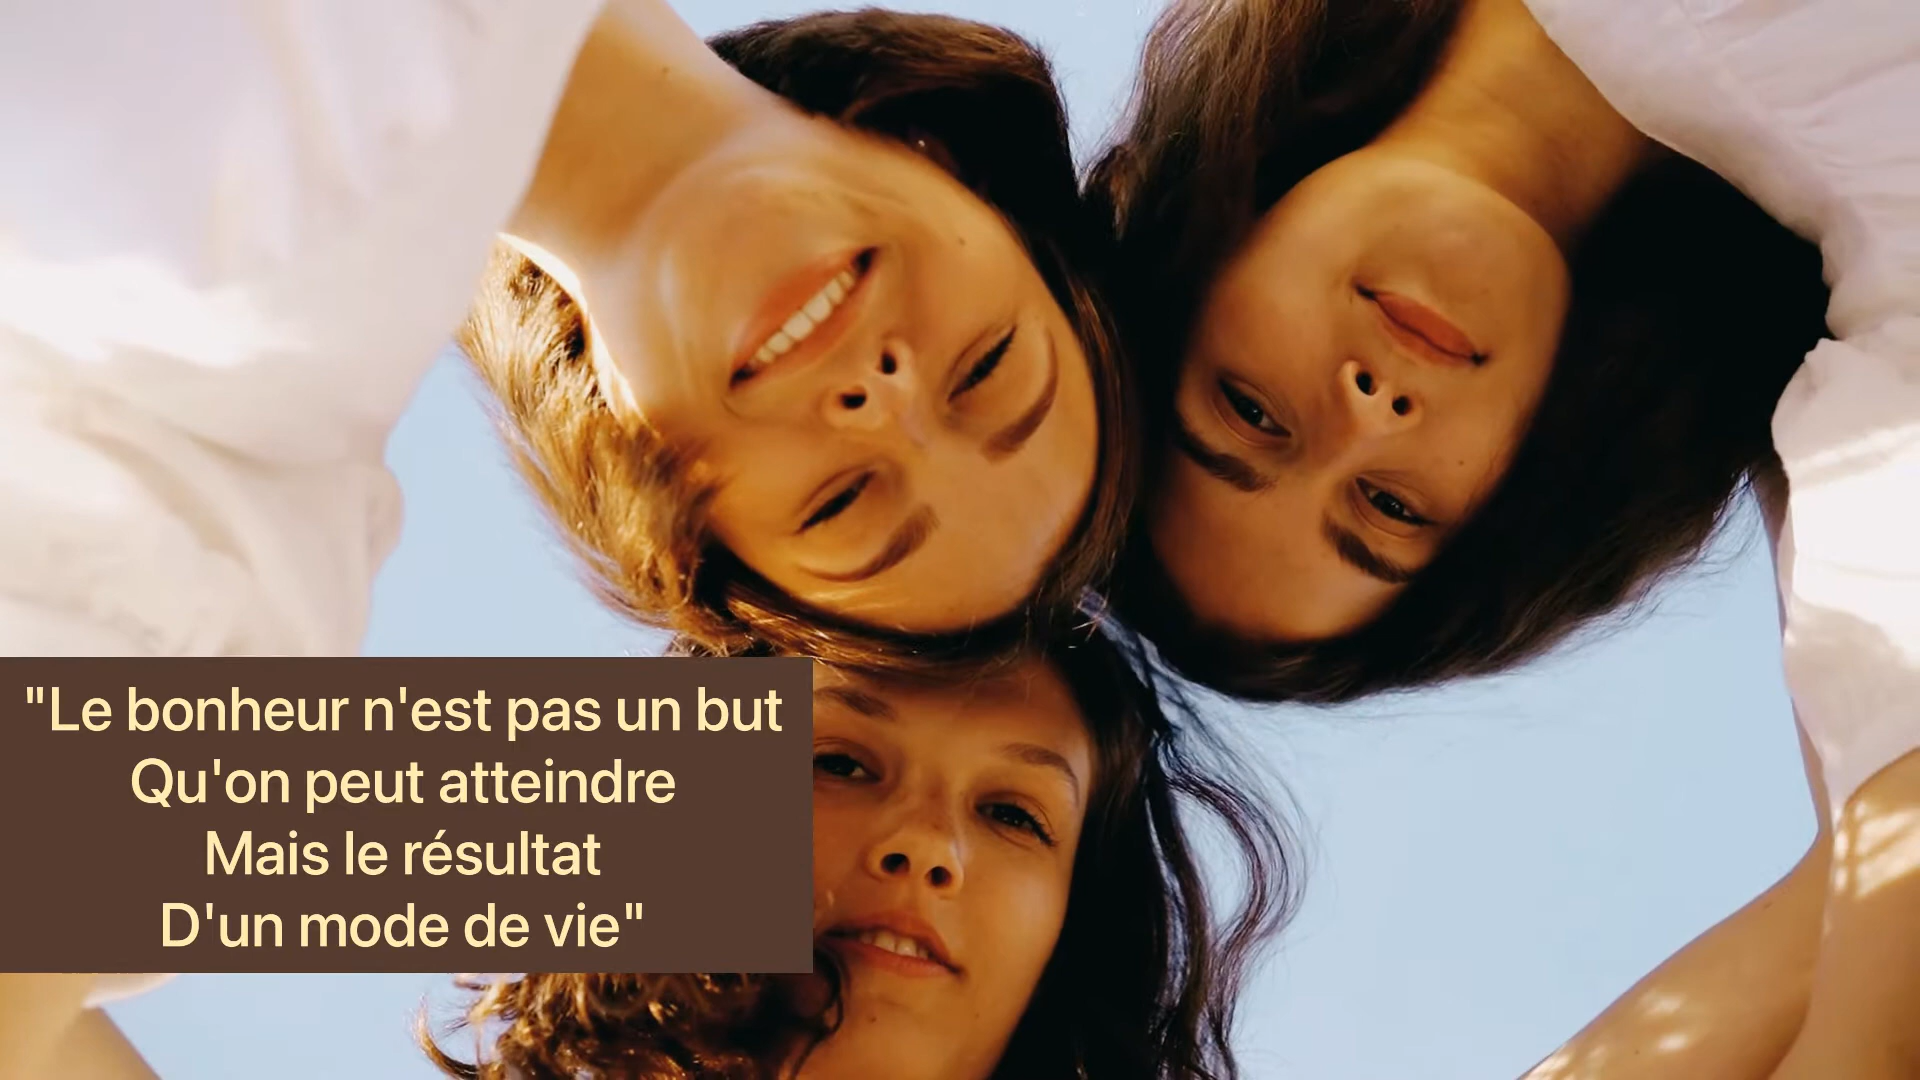 "Le bonheur n'est pas un but
Qu'on peut atteindre
Mais le résultat
D'un mode de vie"